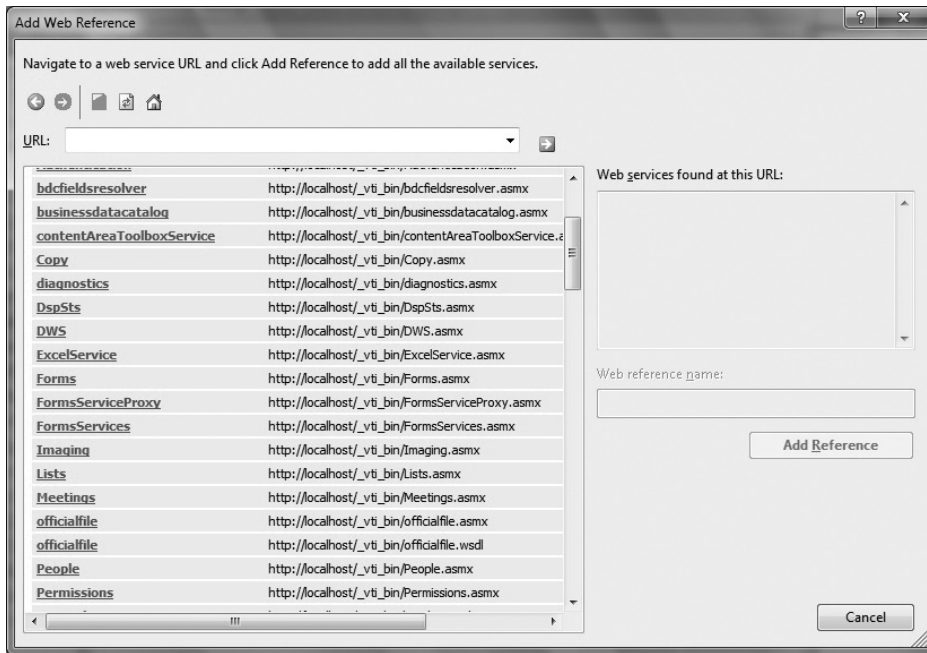 Add Web Reference
Navigate to a web service URL and click Add Reference to add all the available services.
URL:
bdcfieldsresolver http://localhost/_vti_bin/bdcfieldsresolver.asmx
businessdatacatalog http://localhost/_vti_bin/businessdatacatalog.asmx
contentAreaToolboxService http://localhost/_vti_bin/contentAreaToolboxService.a
Copy http://localhost/_vti_bin/Copy.asmx
diagnostics http://localhost/_vti_bin/diagnostics.asmx
DspSts http://localhost/_vti_bin/DspSts.asmx
DWS http://localhost/_vti_bin/DWS.asmx
ExcelService http://localhost/_vti_bin/ExcelService.asmx
Forms http://localhost/_vti_bin/Forms.asmx
FormsServiceProxy http://localhost/_vti_bin/FormsServiceProxy.asmx
FormsServices http://localhost/_vti_bin/FormsServices.asmx
Imaging http://localhost/_vti_bin/Imaging.asmx
Lists http://localhost/_vti_bin/Lists.asmx
Meetings http://localhost/_vti_bin/Meetings.asmx
officialfile http://localhost/_vti_bin/officialfile.asmx
officialfile http://localhost/_vti_bin/officialfile.wsdl
People http://localhost/_vti_bin/People.asmx
Permissions http://localhost/_vti_bin/Permissions.asmx
Web services found at this URL:
Web reference name:
Add Reference
Cancel